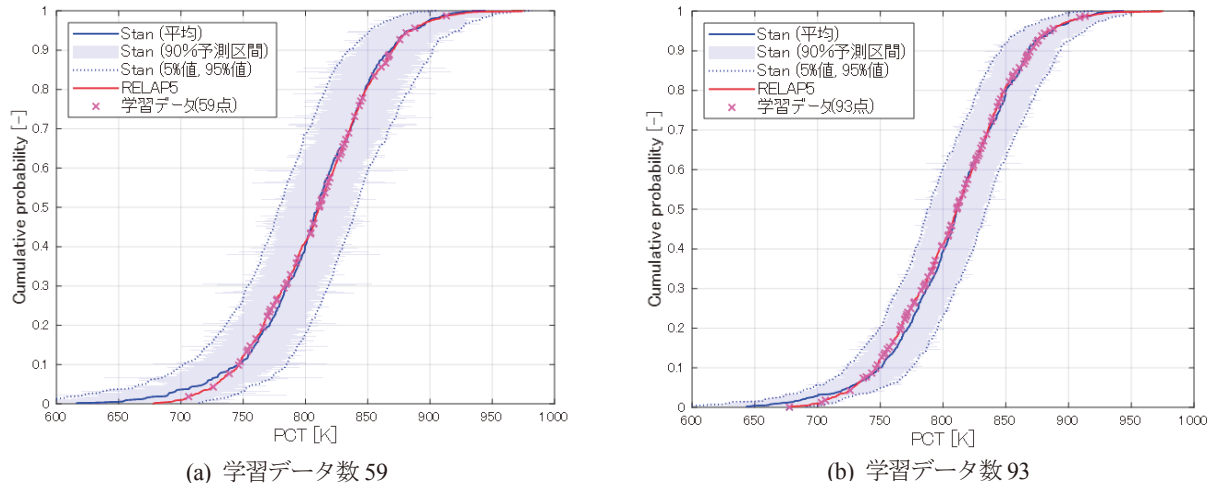 Stan (平均)
Stan (90%予測区間)
Stan (5%値, 95%値)
RELAP5
学習データ(59点)
Cumulative probability [-]
1
0.9
0.8
0.7
0.6
0.5
0.4
0.3
0.2
0.1
0
600 650 700 750 800 850 900 950 1000
PCT [K]
(a) 学習データ数 59
Stan (平均)
Stan (90%予測区間)
Stan (5%値, 95%値)
RELAP5
学習データ(93点)
Cumulative probability [-]
1
0.9
0.8
0.7
0.6
0.5
0.4
0.3
0.2
0.1
0
600 650 700 750 800 850 900 950 1000
PCT [K]
(b) 学習データ数 93